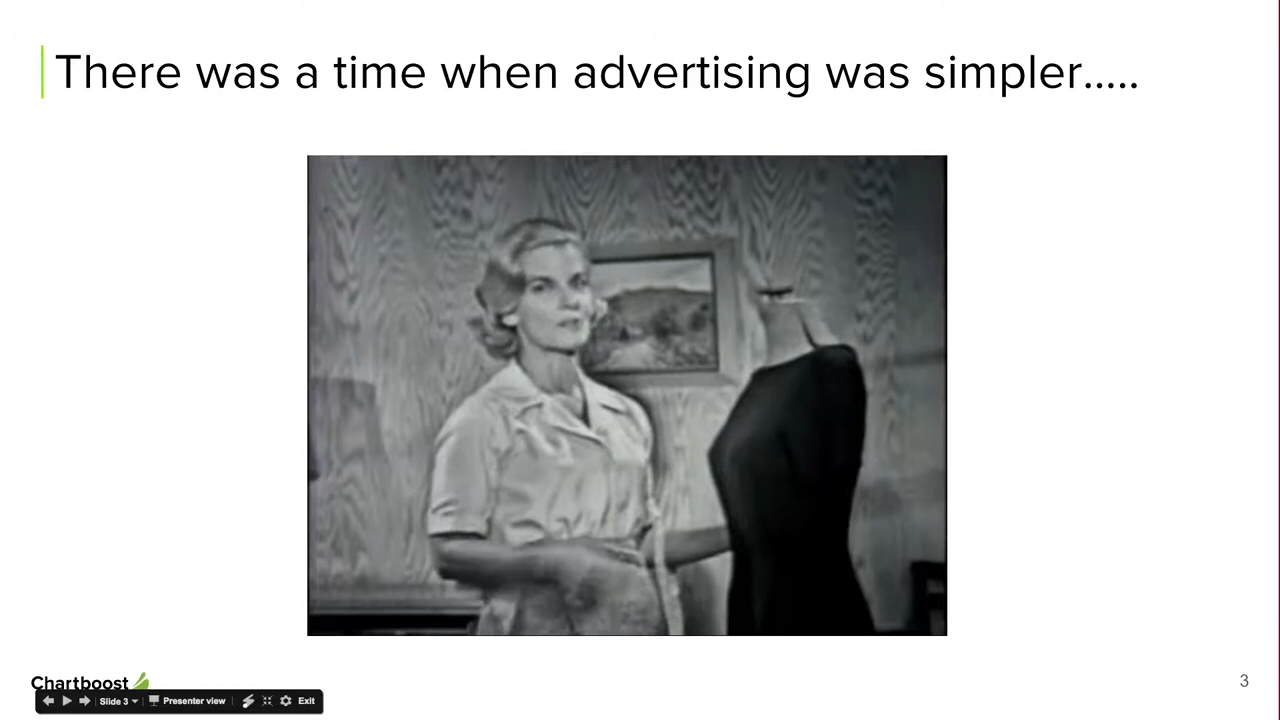 There was a time when advertising was simpler.....
Chartboost
3
Slide 3 Presenter view Exit